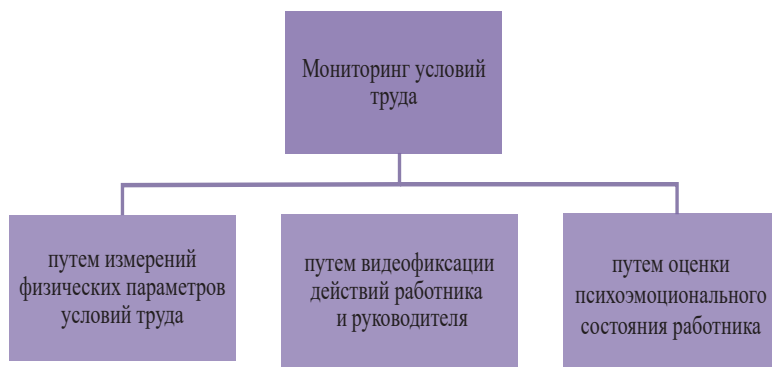 Мониторинг условий
труда
путем измерений
физических параметров
условий труда
путем видеофиксации
действий работника
и руководителя
путем оценки
психоэмоционального
состояния работника